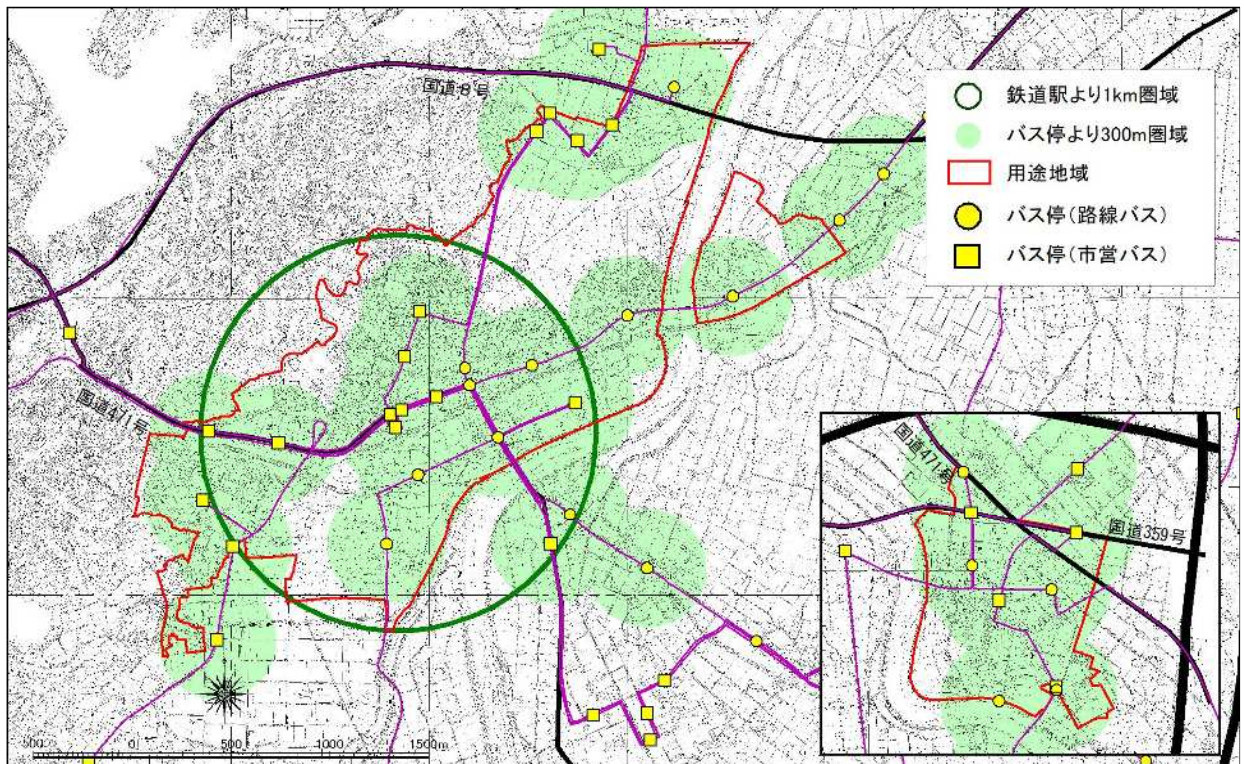 国道8号
鉄道駅より1km圏域
バス停より300m圏域
用途地域
バス停(路線バス)
バス停(市営バス)
国道471号
国道471号
国道359号
500 0 500 1000 1500m